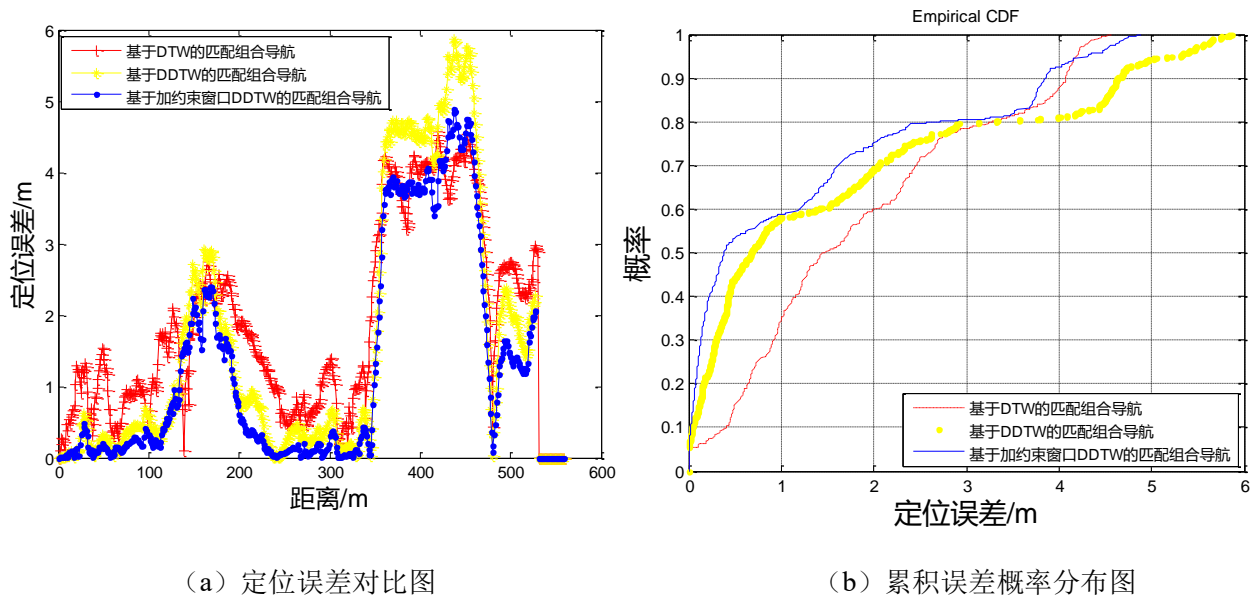 6
5
4
3
2
1
0
0
100
200
300
400
500
600
定位误差/m
距离/m
基于DTW的匹配组合导航
基于DDTW的匹配组合导航
基于加约束窗口DDTW的匹配组合导航
(a)定位误差对比图
Empirical CDF
1
0.9
0.8
0.7
0.6
0.5
0.4
0.3
0.2
0.1
0
0
1
2
3
4
5
6
概率
定位误差/m
基于DTW的匹配组合导航
基于DDTW的匹配组合导航
基于加约束窗口DDTW的匹配组合导航
(b)累积误差概率分布图